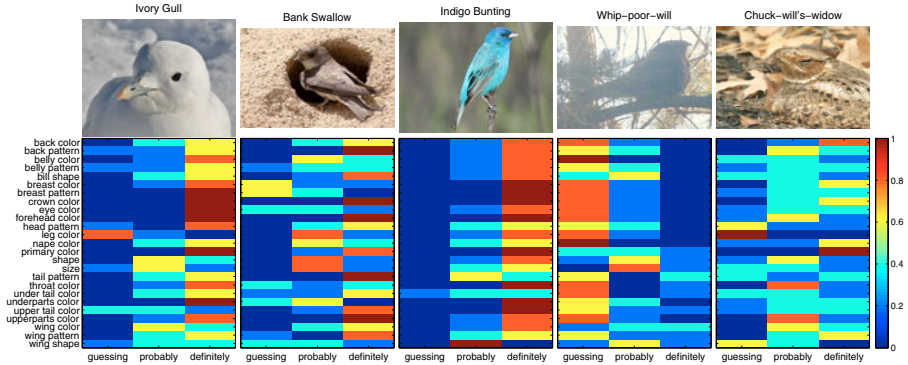 Ivory Gull
Bank Swallow
Indigo Bunting
Whip–poor–will
Chuck–will's–widow
back color
back pattern
belly color
belly pattern
bill shape
breast color
breast pattern
crown color
eye color
forehead color
head pattern
leg color
nape color
primary color
shape
size
tail pattern
throat color
under tail color
underparts color
upper tail color
upperparts color
wing color
wing pattern
wing shape
guessing probably definitely
guessing probably definitely
guessing probably definitely
guessing probably definitely
guessing probably definitely
1
0.8
0.6
0.4
0.2
0